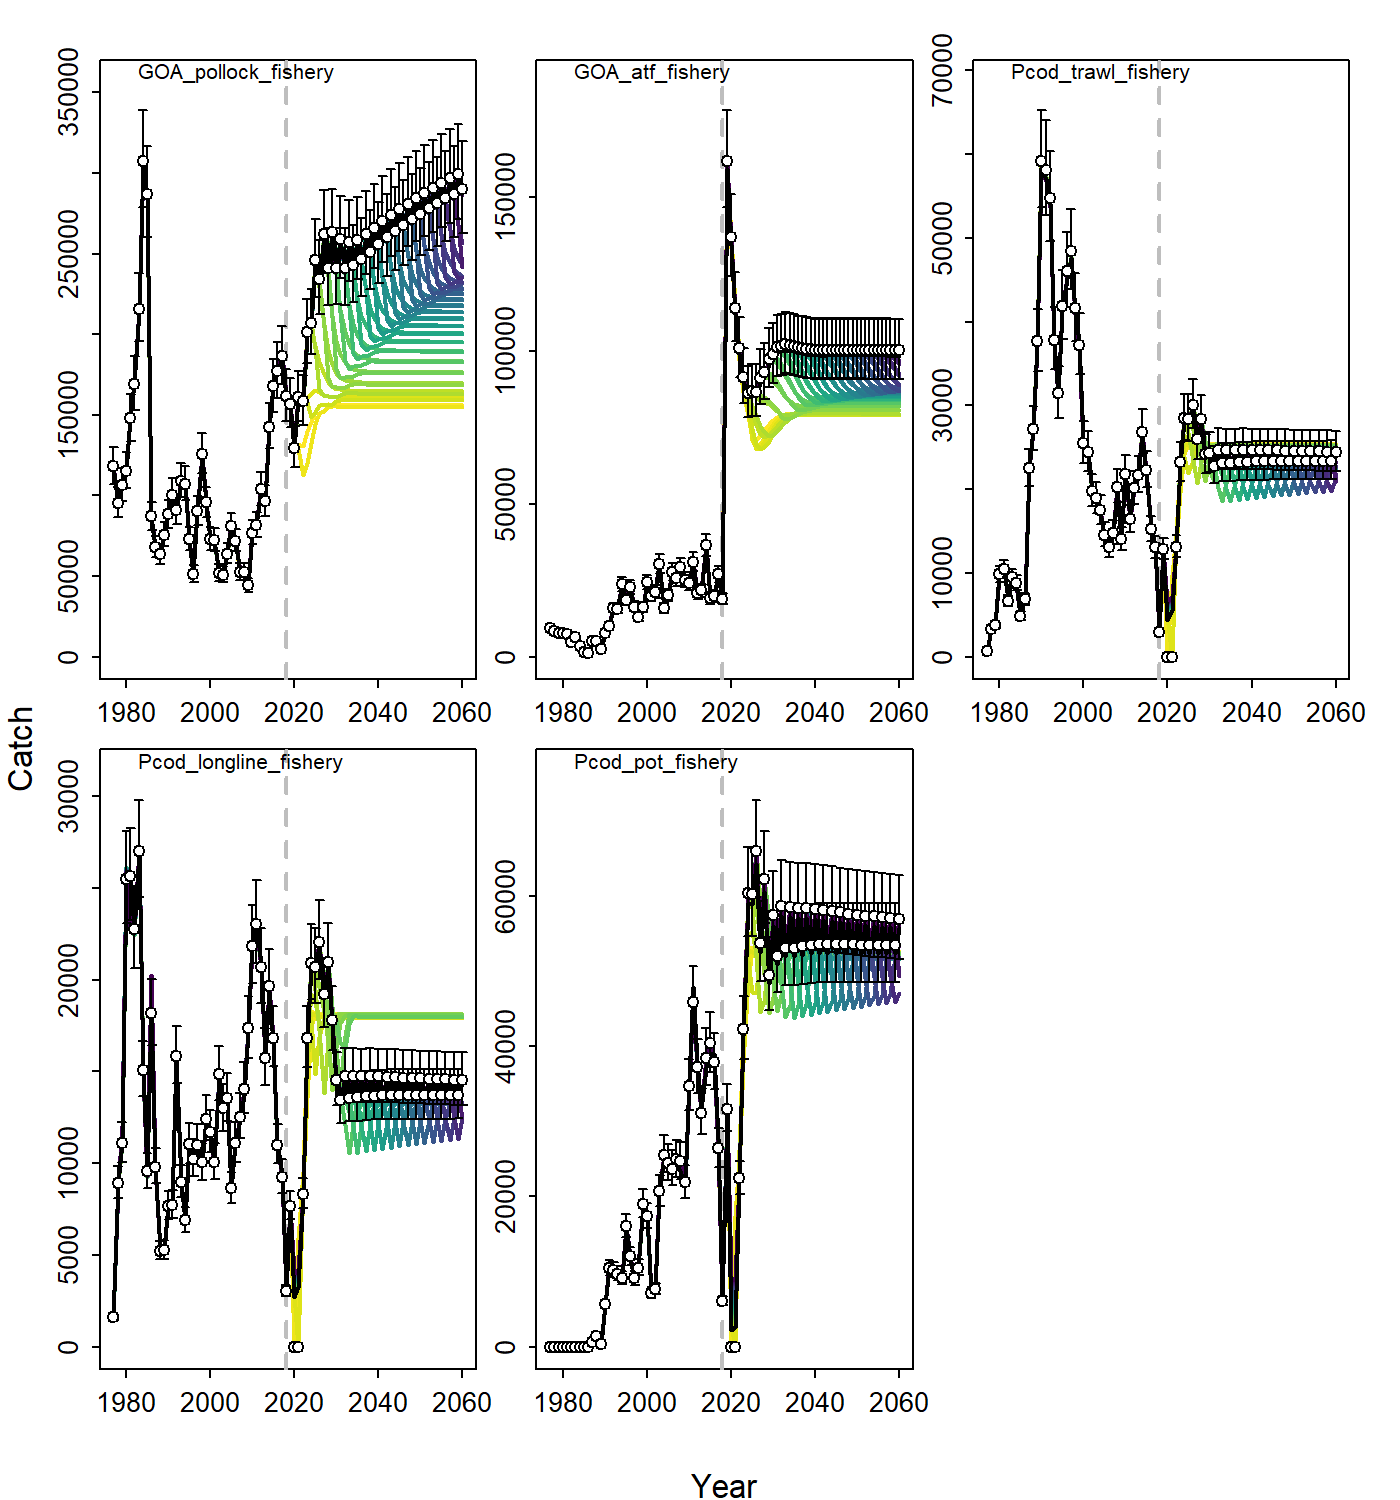 GOA_pollock_fishery
350000
250000
150000
50000
0
1980 2000 2020 2040 2060
GOA_atf_fishery
150000
100000
50000
0
1980 2000 2020 2040 2060
Pcod_trawl_fishery
70000
50000
30000
10000
0
1980 2000 2020 2040 2060
Catch
Pcod_longline_fishery
30000
20000
10000
5000
0
1980 2000 2020 2040 2060
Pcod_pot_fishery
60000
40000
20000
0
1980 2000 2020 2040 2060
Year